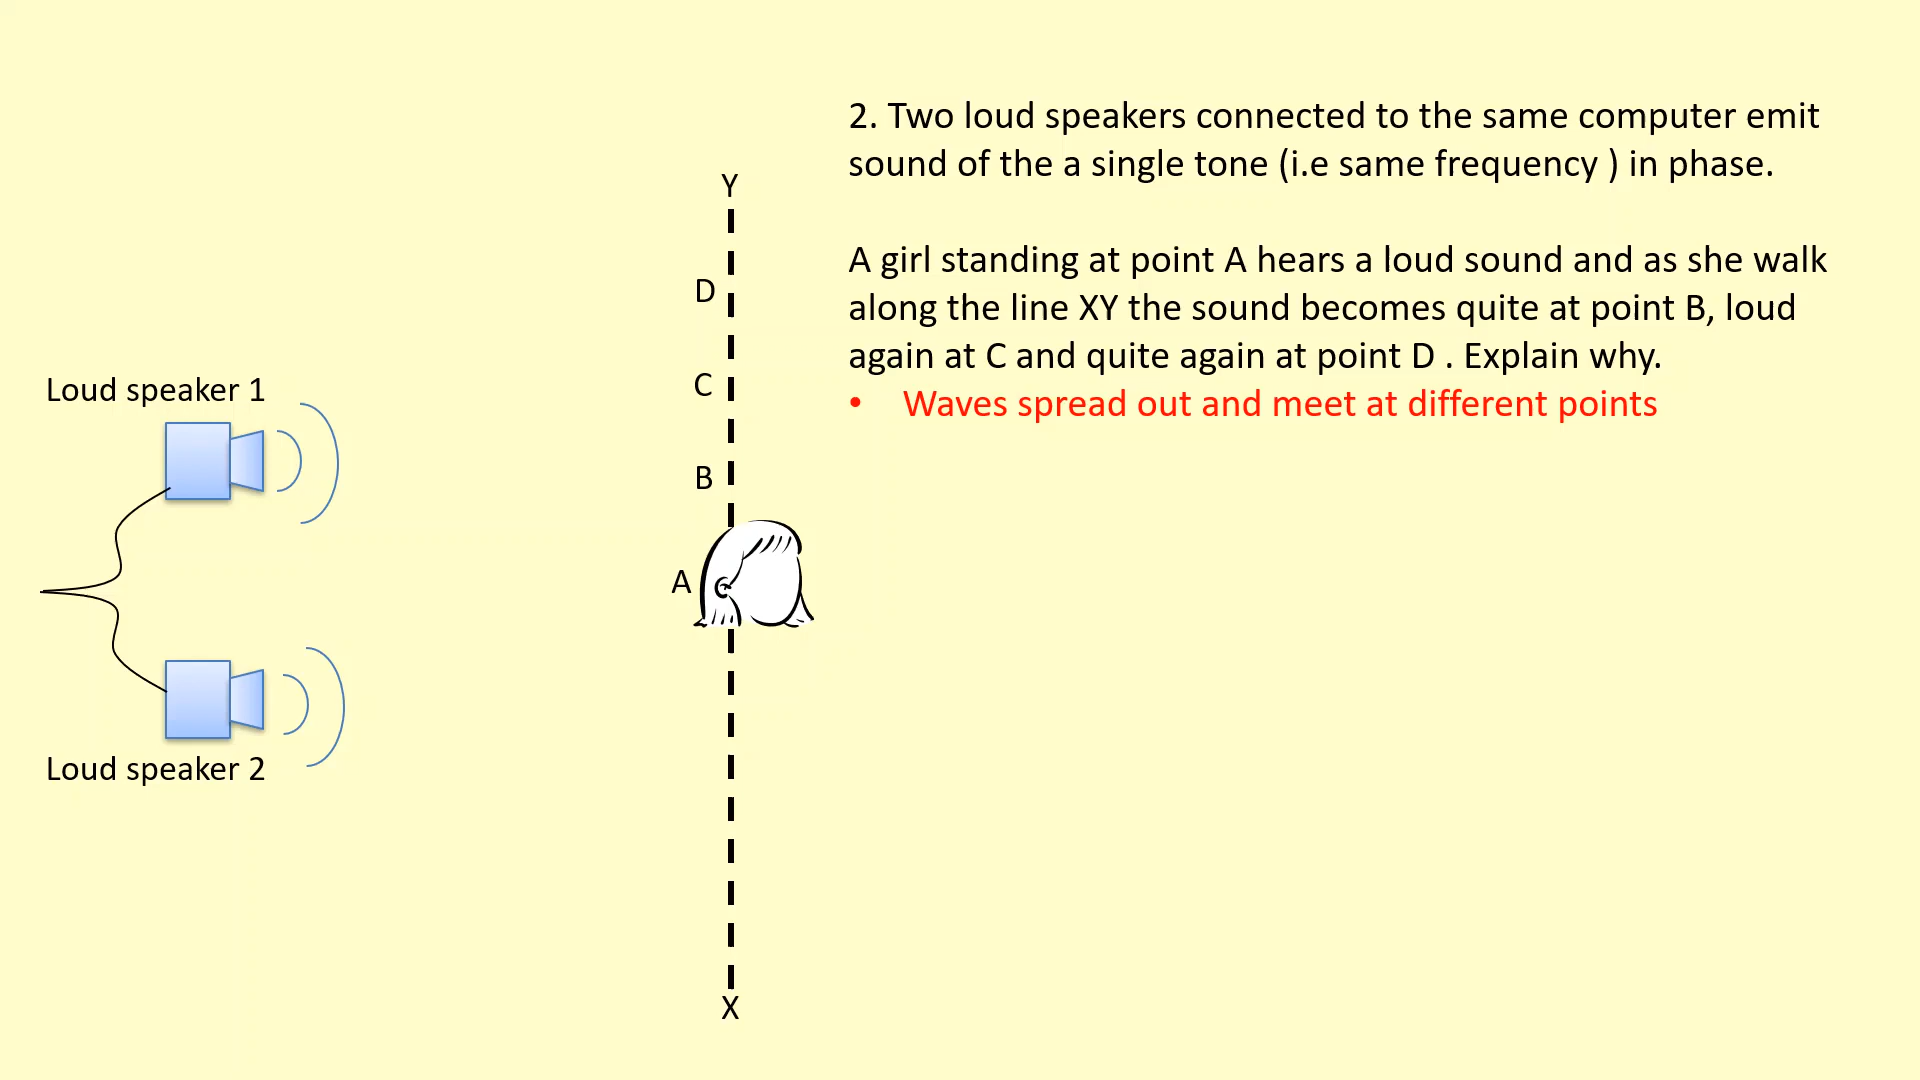 2. Two loud speakers connected to the same computer emit
sound of the a single tone (i.e same frequency ) in phase.
Y
A girl standing at point A hears a loud sound and as she walk
D
along the line XY the sound becomes quite at point B, loud
again at C and quite again at point D . Explain why.
C
Loud speaker 1
• Waves spread out and meet at different points
B
A
Loud speaker 2
X